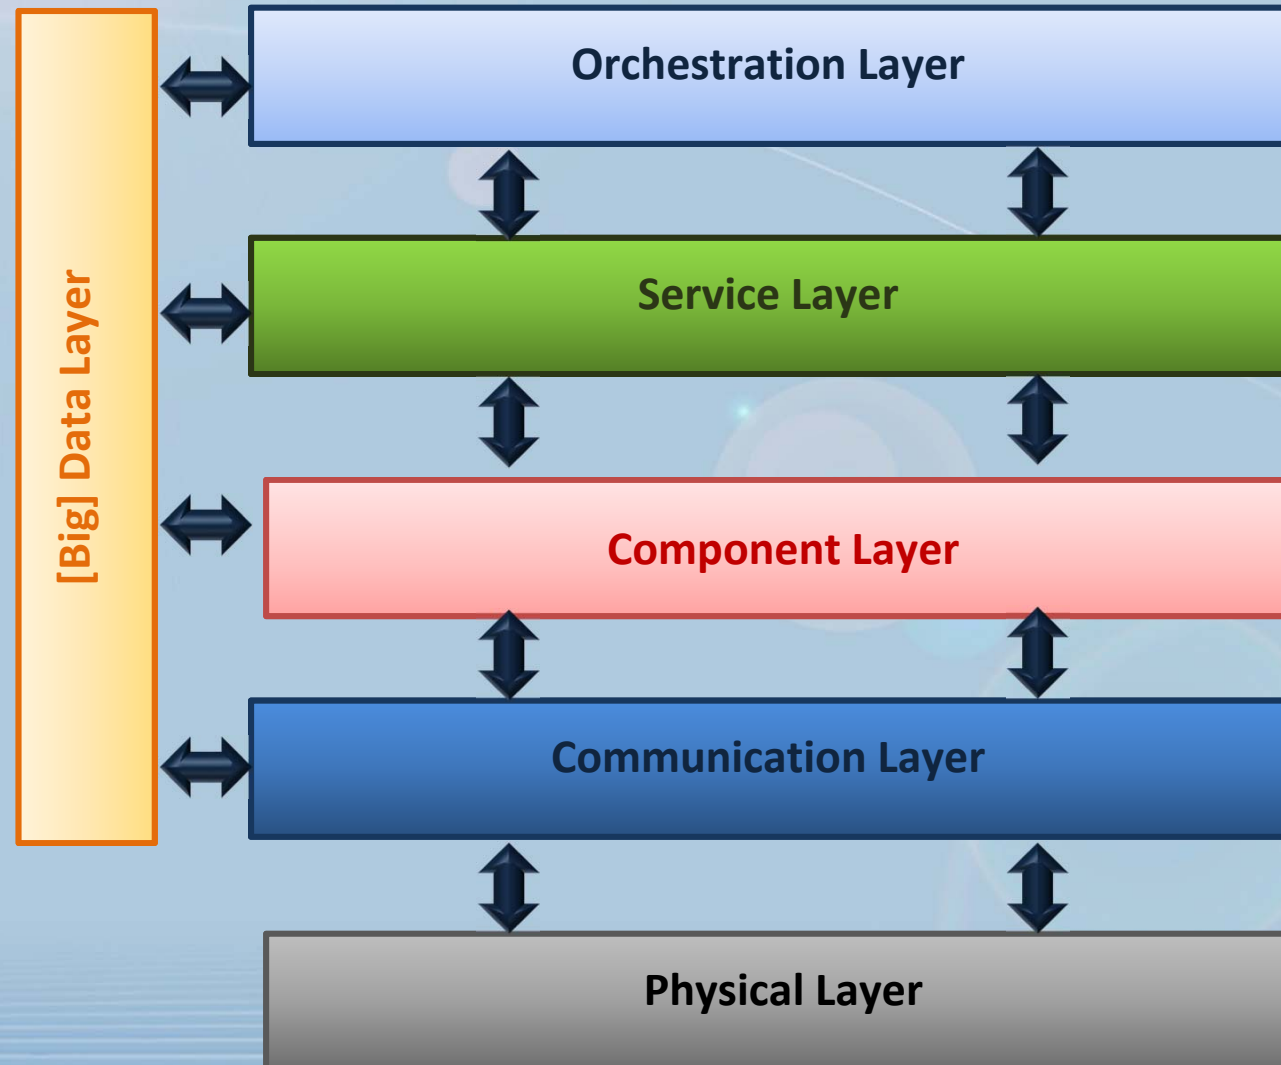 Orchestration Layer
Service Layer
[Big] Data Layer
Component Layer
Communication Layer
Physical Layer